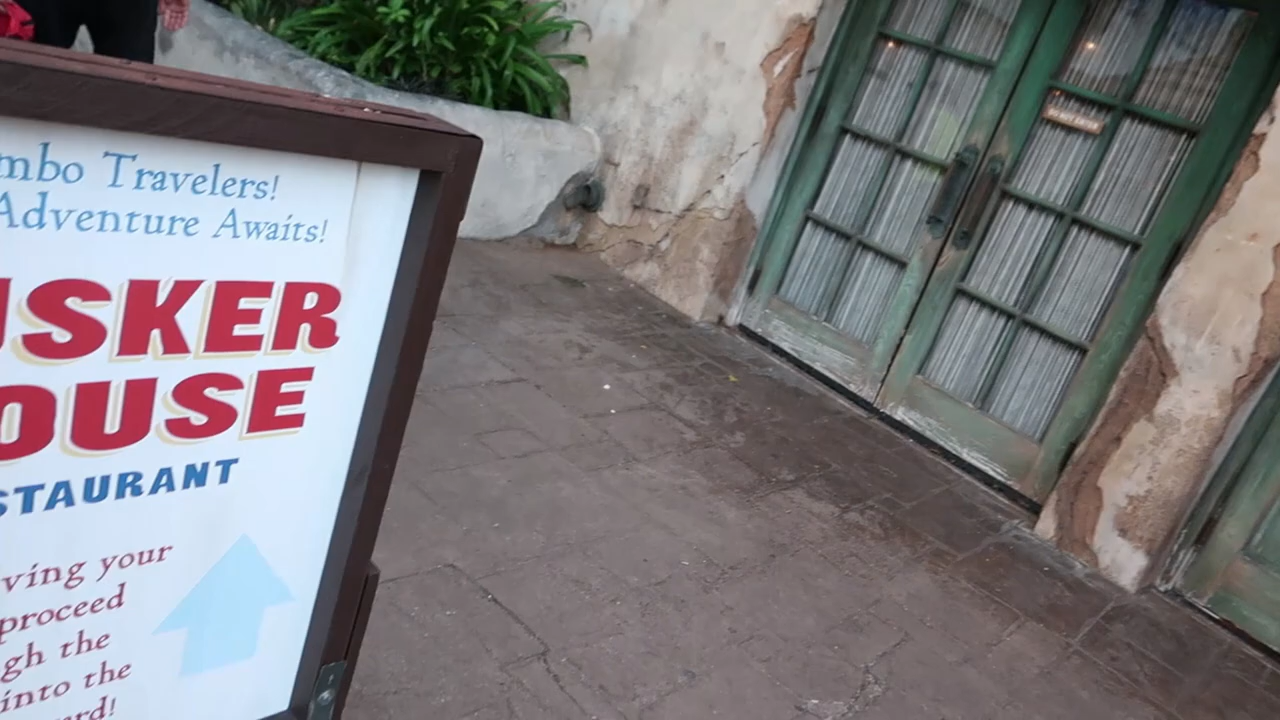 mbo Travelers!
Adventure Awaits!
USKER
OUSE
STAURANT
ving your
proceed
gh the
into the
ard!